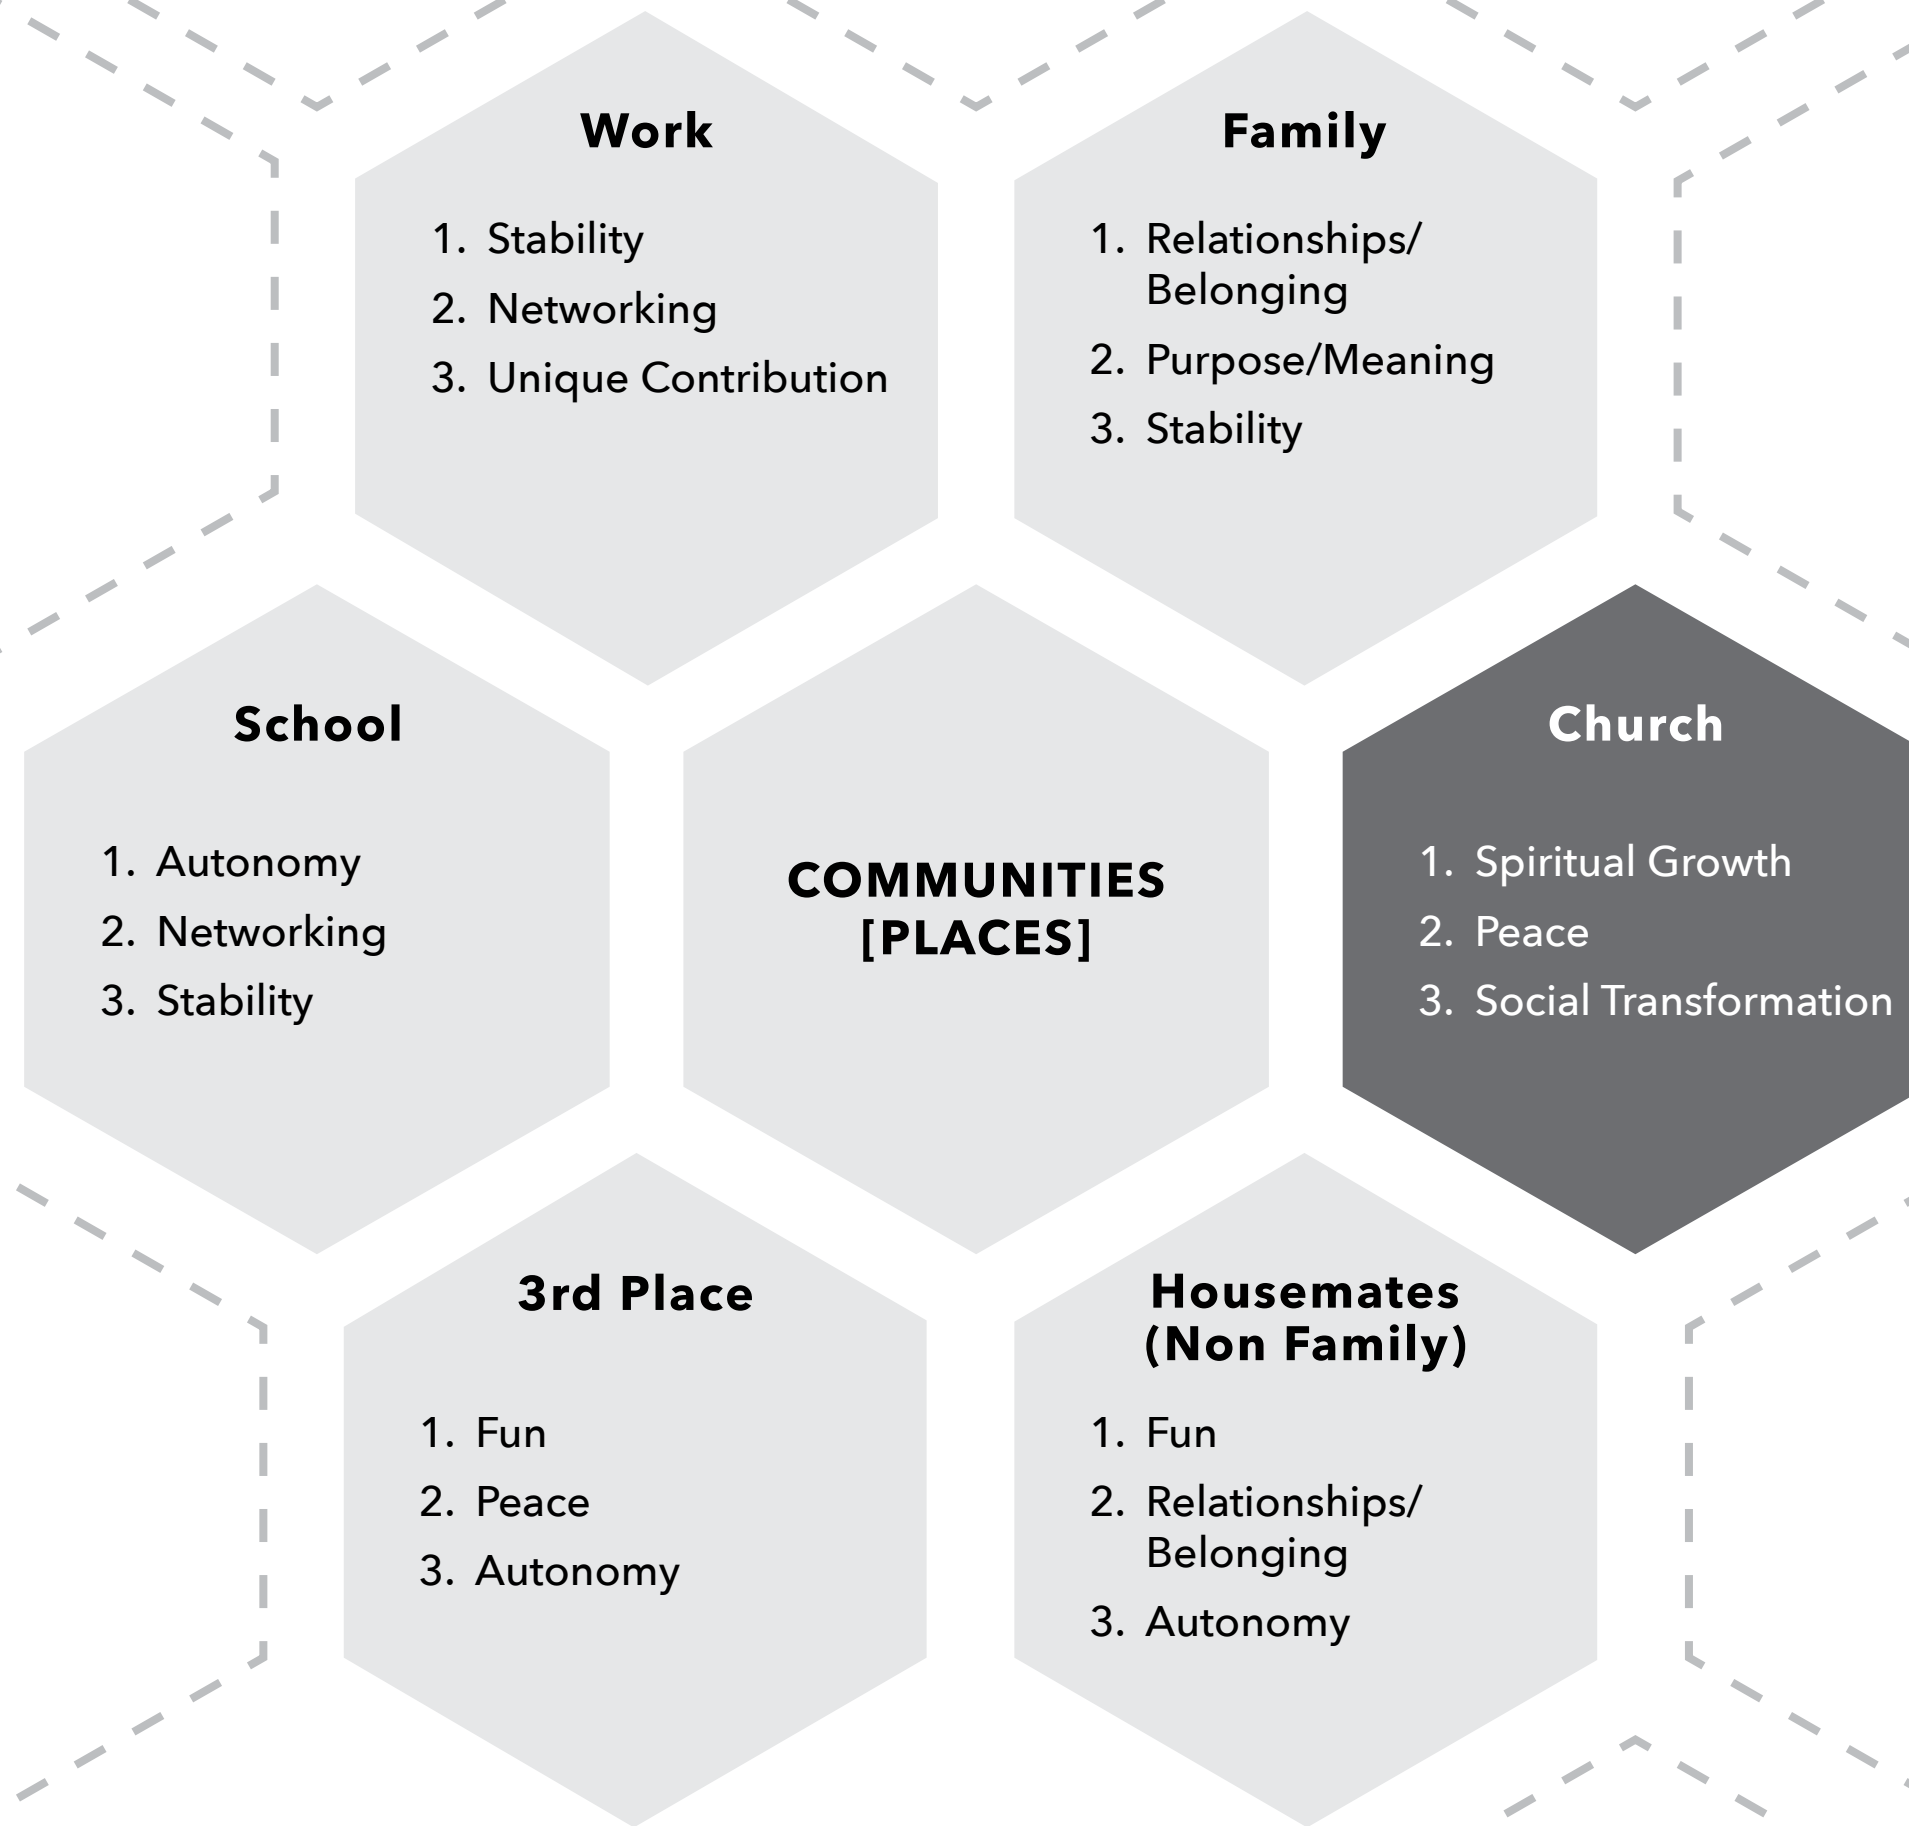 Work
1. Stability
2. Networking
3. Unique Contribution
Family
1. Relationships/
Belonging
2. Purpose/Meaning
3. Stability
School
1. Autonomy
2. Networking
3. Stability
COMMUNITIES
[PLACES]
Church
1. Spiritual Growth
2. Peace
3. Social Transformation
3rd Place
1. Fun
2. Peace
3. Autonomy
Housemates
(Non Family)
1. Fun
2. Relationships/
Belonging
3. Autonomy